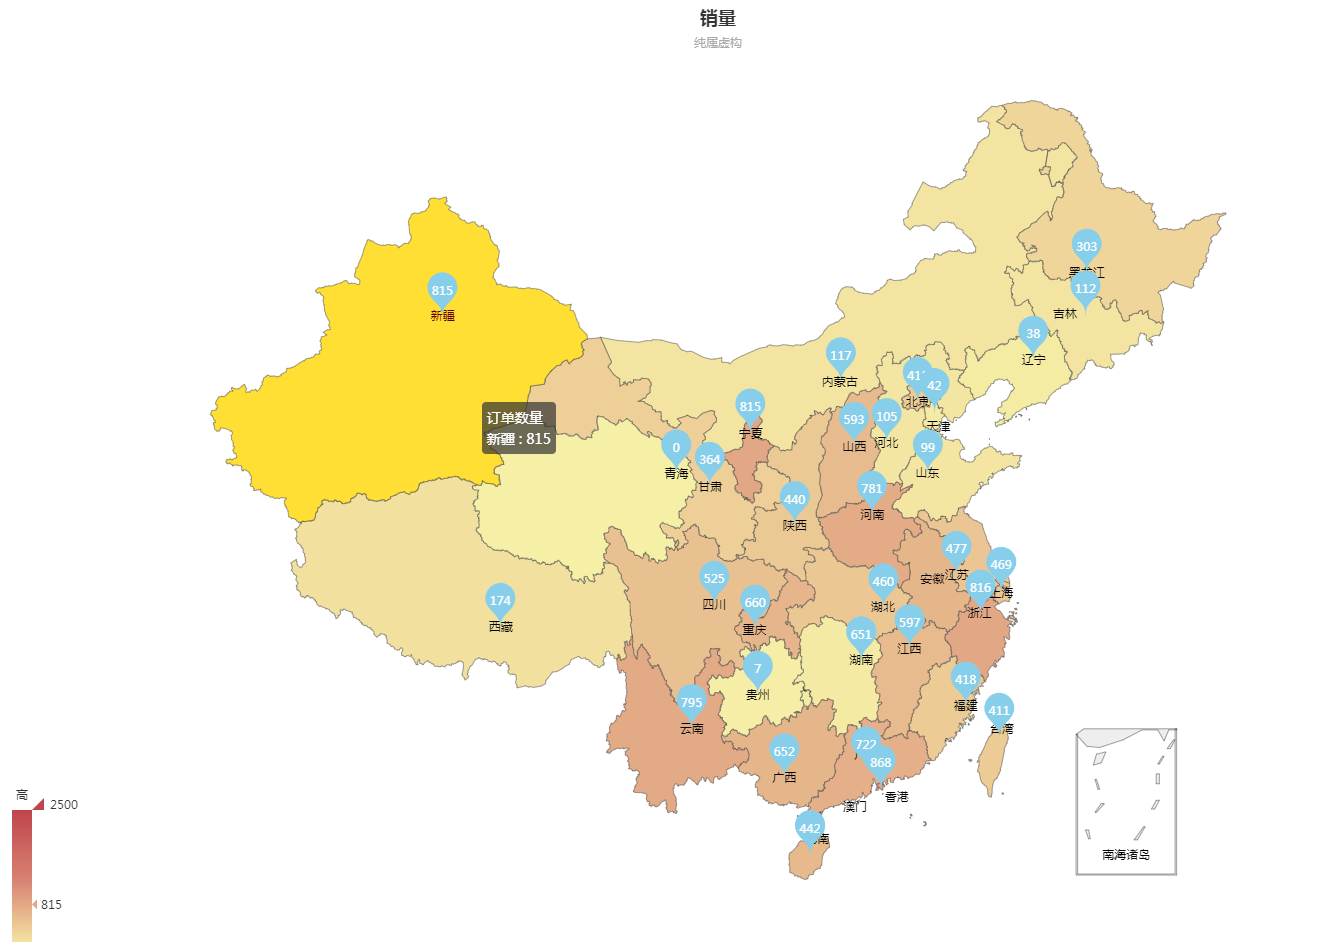 销量
纯属虚构
303
112
吉林
815
新疆
38
辽宁
117
内蒙古
42
北京
815
宁夏
订单数量
新疆 : 815
593
山西
105
河北
天津
0
青海
364
甘肃
99
山东
781
河南
440
陕西
477
江苏
安徽
469
上海
525
四川
460
湖北
816
浙江
174
西藏
660
重庆
597
江西
651
湖南
7
贵州
418
福建
795
云南
411
台湾
652
广西
722
868
香港
澳门
442
高
2500
815
南海诸岛